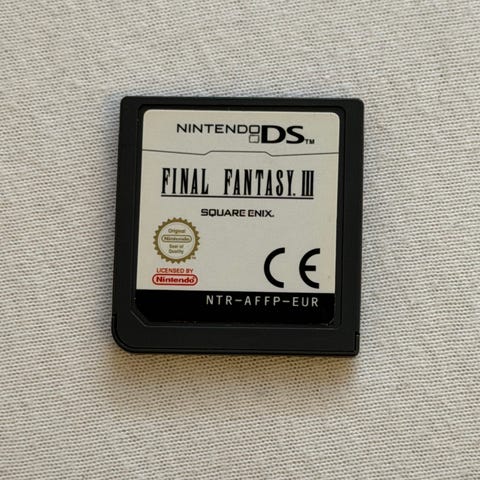 NINTENDO DS™
FINAL FANTASY. III
SQUARE ENIX.
Original
Nintendo
Seal of
Quality
LICENSED BY
Nintendo
CE
NTR-AFFP-EUR